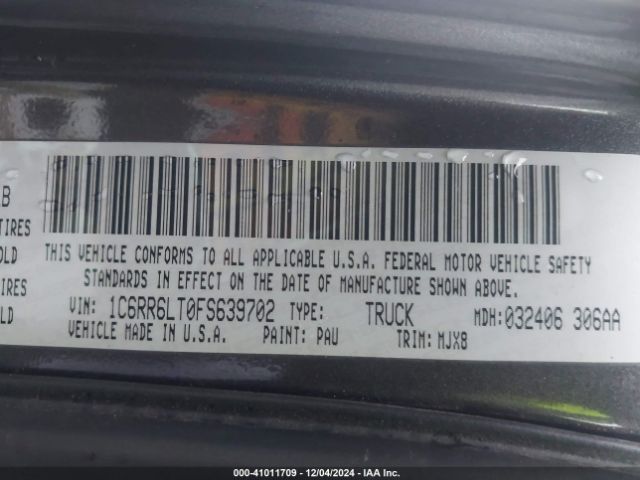 B
TIRES
THIS VEHICLE CONFORMS TO ALL APPLICABLE U.S.A. FEDERAL MOTOR VEHICLE SAFETY
OLD
STANDARDS IN EFFECT ON THE DATE OF MANUFACTURE SHOWN ABOVE.
TIRES
VIN: 1C6RR6LT0FS639702 TYPE: TRUCK MDH:032406 306AA
OLD
VEHICLE MADE IN U.S.A. PAINT: PAU TRIM: MJX8
000-41011709 - 12/04/2024 - IAA Inc.